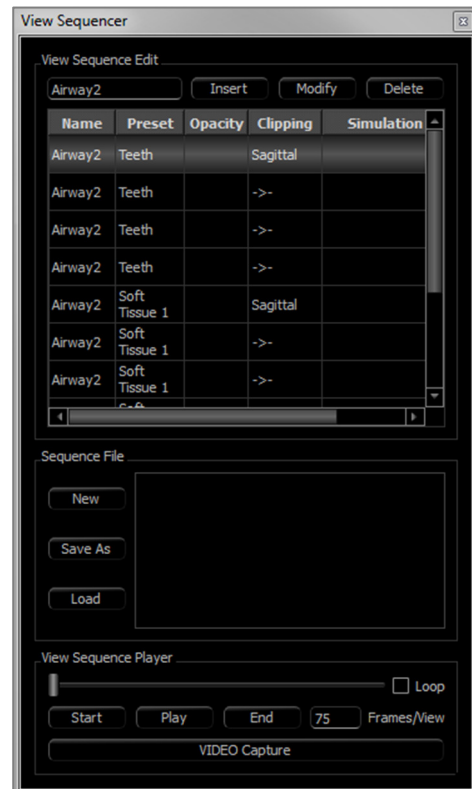 View Sequencer
View Sequence Edit
Airway2 Insert Modify Delete
Name Preset Opacity Clipping Simulation
Airway2 Teeth Sagittal
Airway2 Teeth ->-
Airway2 Teeth ->-
Airway2 Teeth ->-
Airway2 Soft Tissue 1 Sagittal
Airway2 Soft Tissue 1 ->-
Airway2 Soft Tissue 1 ->-
Sequence File
New
Save As
Load
View Sequence Player
Loop
Start Play End 75 Frames/View
VIDEO Capture